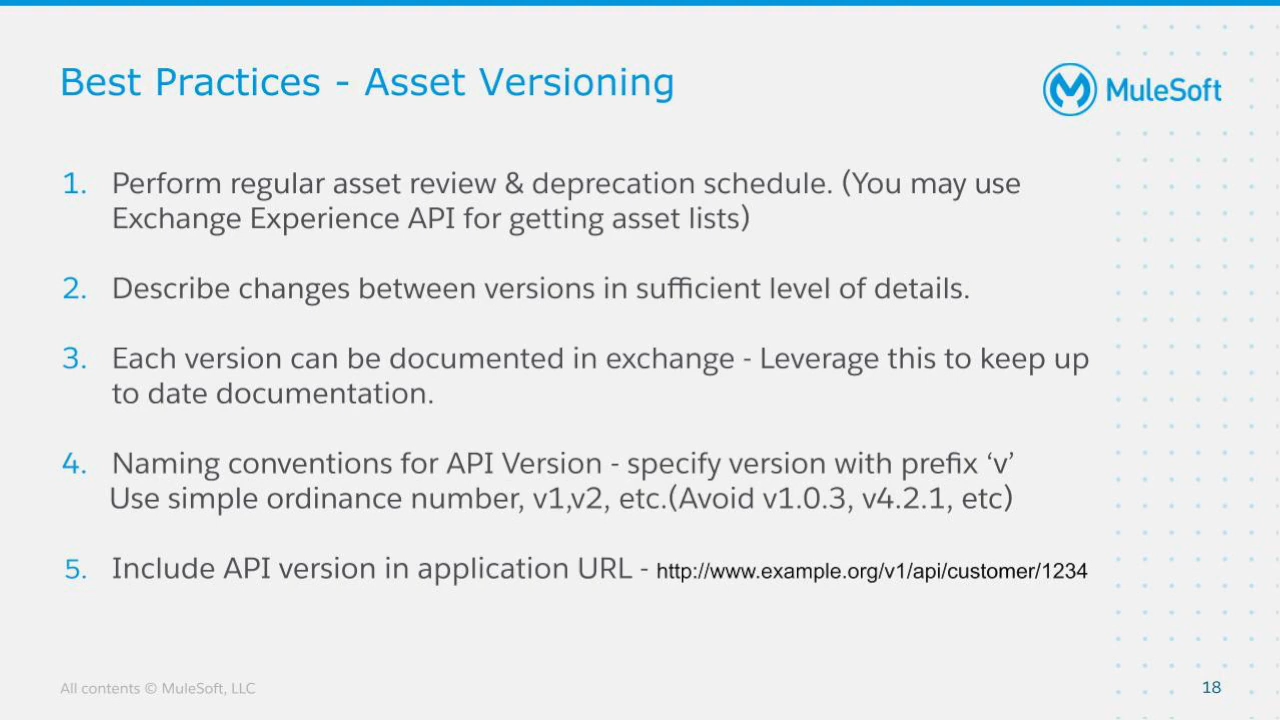 Best Practices - Asset Versioning
MuleSoft
1. Perform regular asset review & deprecation schedule. (You may use
Exchange Experience API for getting asset lists)
2. Describe changes between versions in sufficient level of details.
3. Each version can be documented in exchange - Leverage this to keep up
to date documentation.
4. Naming conventions for API Version - specify version with prefix ‘v’
Use simple ordinance number, v1,v2, etc.(Avoid v1.0.3, v4.2.1, etc)
5. Include API version in application URL - http://www.example.org/v1/api/customer/1234
All contents © MuleSoft, LLC
18